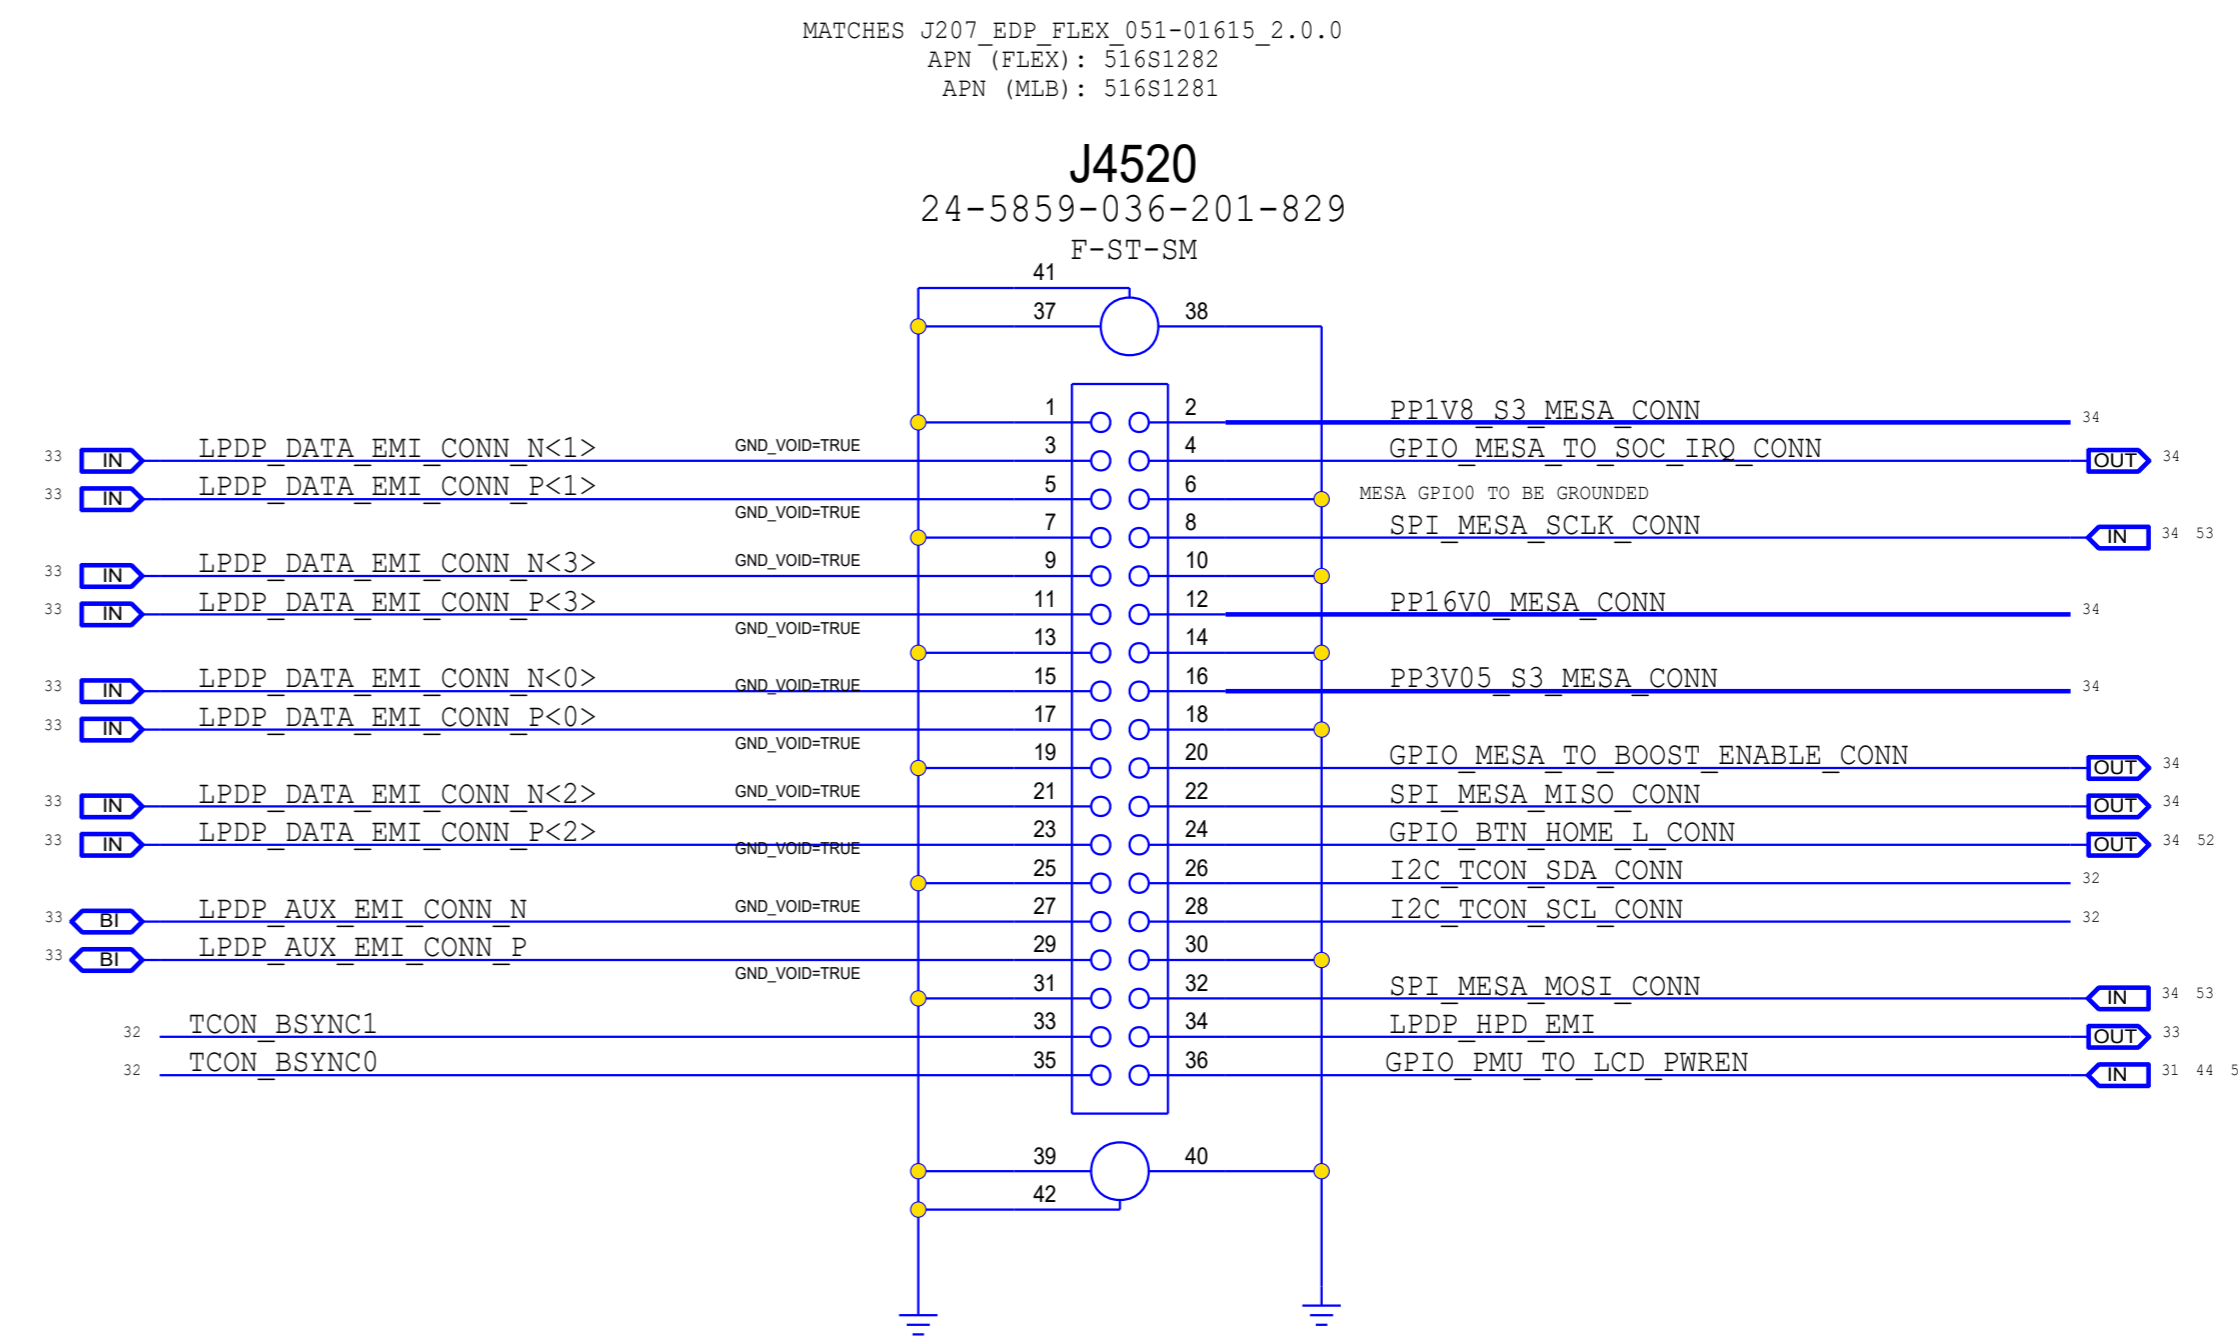 MATCHES J207_EDP_FLEX_051-01615_2.0.0
APN (FLEX): 516S1282
APN (MLB): 516S1281
J4520
24-5859-036-201-829
F-ST-SM
41
37 38
1 2 PP1V8_S3_MESA_CONN 34
33 IN LPDP_DATA_EMI_CONN_N<1> GND_VOID=TRUE 3 4 GPIO_MESA_TO_SOC_IRQ_CONN OUT 34
33 IN LPDP_DATA_EMI_CONN_P<1> 5 6 MESA GPIO0 TO BE GROUNDED
GND_VOID=TRUE 7 8 SPI_MESA_SCLK_CONN IN 34 53
33 IN LPDP_DATA_EMI_CONN_N<3> GND_VOID=TRUE 9 10
33 IN LPDP_DATA_EMI_CONN_P<3> 11 12 PP16V0_MESA_CONN 34
GND_VOID=TRUE 13 14
33 IN LPDP_DATA_EMI_CONN_N<0> GND_VOID=TRUE 15 16 PP3V05_S3_MESA_CONN 34
33 IN LPDP_DATA_EMI_CONN_P<0> 17 18
GND_VOID=TRUE 19 20 GPIO_MESA_TO_BOOST_ENABLE_CONN OUT 34
33 IN LPDP_DATA_EMI_CONN_N<2> GND_VOID=TRUE 21 22 SPI_MESA_MISO_CONN OUT 34
33 IN LPDP_DATA_EMI_CONN_P<2> GND_VOID=TRUE 23 24 GPIO_BTN_HOME_L_CONN OUT 34 52
25 26 I2C_TCON_SDA_CONN 32
33 BI LPDP_AUX_EMI_CONN_N GND_VOID=TRUE 27 28 I2C_TCON_SCL_CONN 32
33 BI LPDP_AUX_EMI_CONN_P 29 30
GND_VOID=TRUE 31 32 SPI_MESA_MOSI_CONN IN 34 53
32 TCON_BSYNC1 33 34 LPDP_HPD_EMI OUT 33
32 TCON_BSYNC0 35 36 GPIO_PMU_TO_LCD_PWREN IN 31 44
39 40
42